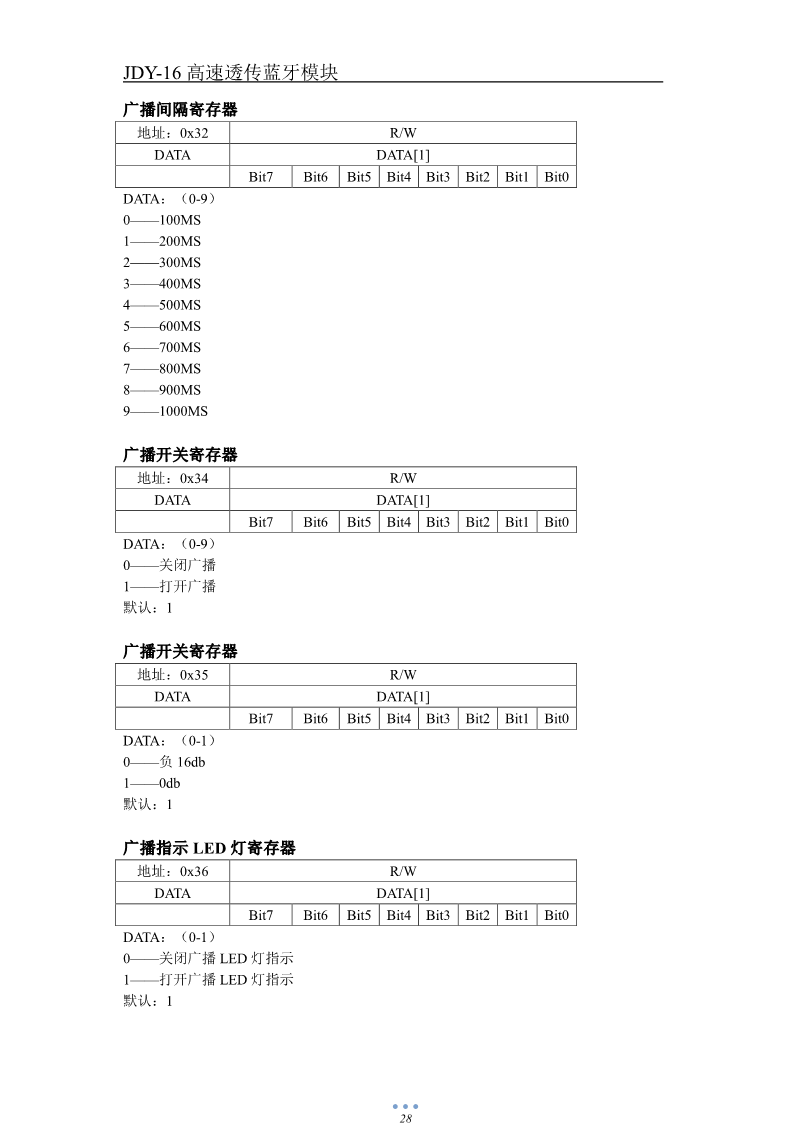 JDY-16 高速透传蓝牙模块
广播间隔寄存器
地址：0x32 R/W
DATA DATA[1]
Bit7 Bit6 Bit5 Bit4 Bit3 Bit2 Bit1 Bit0
DATA：（0-9）
0——100MS
1——200MS
2——300MS
3——400MS
4——500MS
5——600MS
6——700MS
7——800MS
8——900MS
9——1000MS
广播开关寄存器
地址：0x34 R/W
DATA DATA[1]
Bit7 Bit6 Bit5 Bit4 Bit3 Bit2 Bit1 Bit0
DATA：（0-9）
0——关闭广播
1——打开广播
默认：1
广播开关寄存器
地址：0x35 R/W
DATA DATA[1]
Bit7 Bit6 Bit5 Bit4 Bit3 Bit2 Bit1 Bit0
DATA：（0-1）
0——负 16db
1——0db
默认：1
广播指示 LED 灯寄存器
地址：0x36 R/W
DATA DATA[1]
Bit7 Bit6 Bit5 Bit4 Bit3 Bit2 Bit1 Bit0
DATA：（0-1）
0——关闭广播 LED 灯指示
1——打开广播 LED 灯指示
默认：1
28